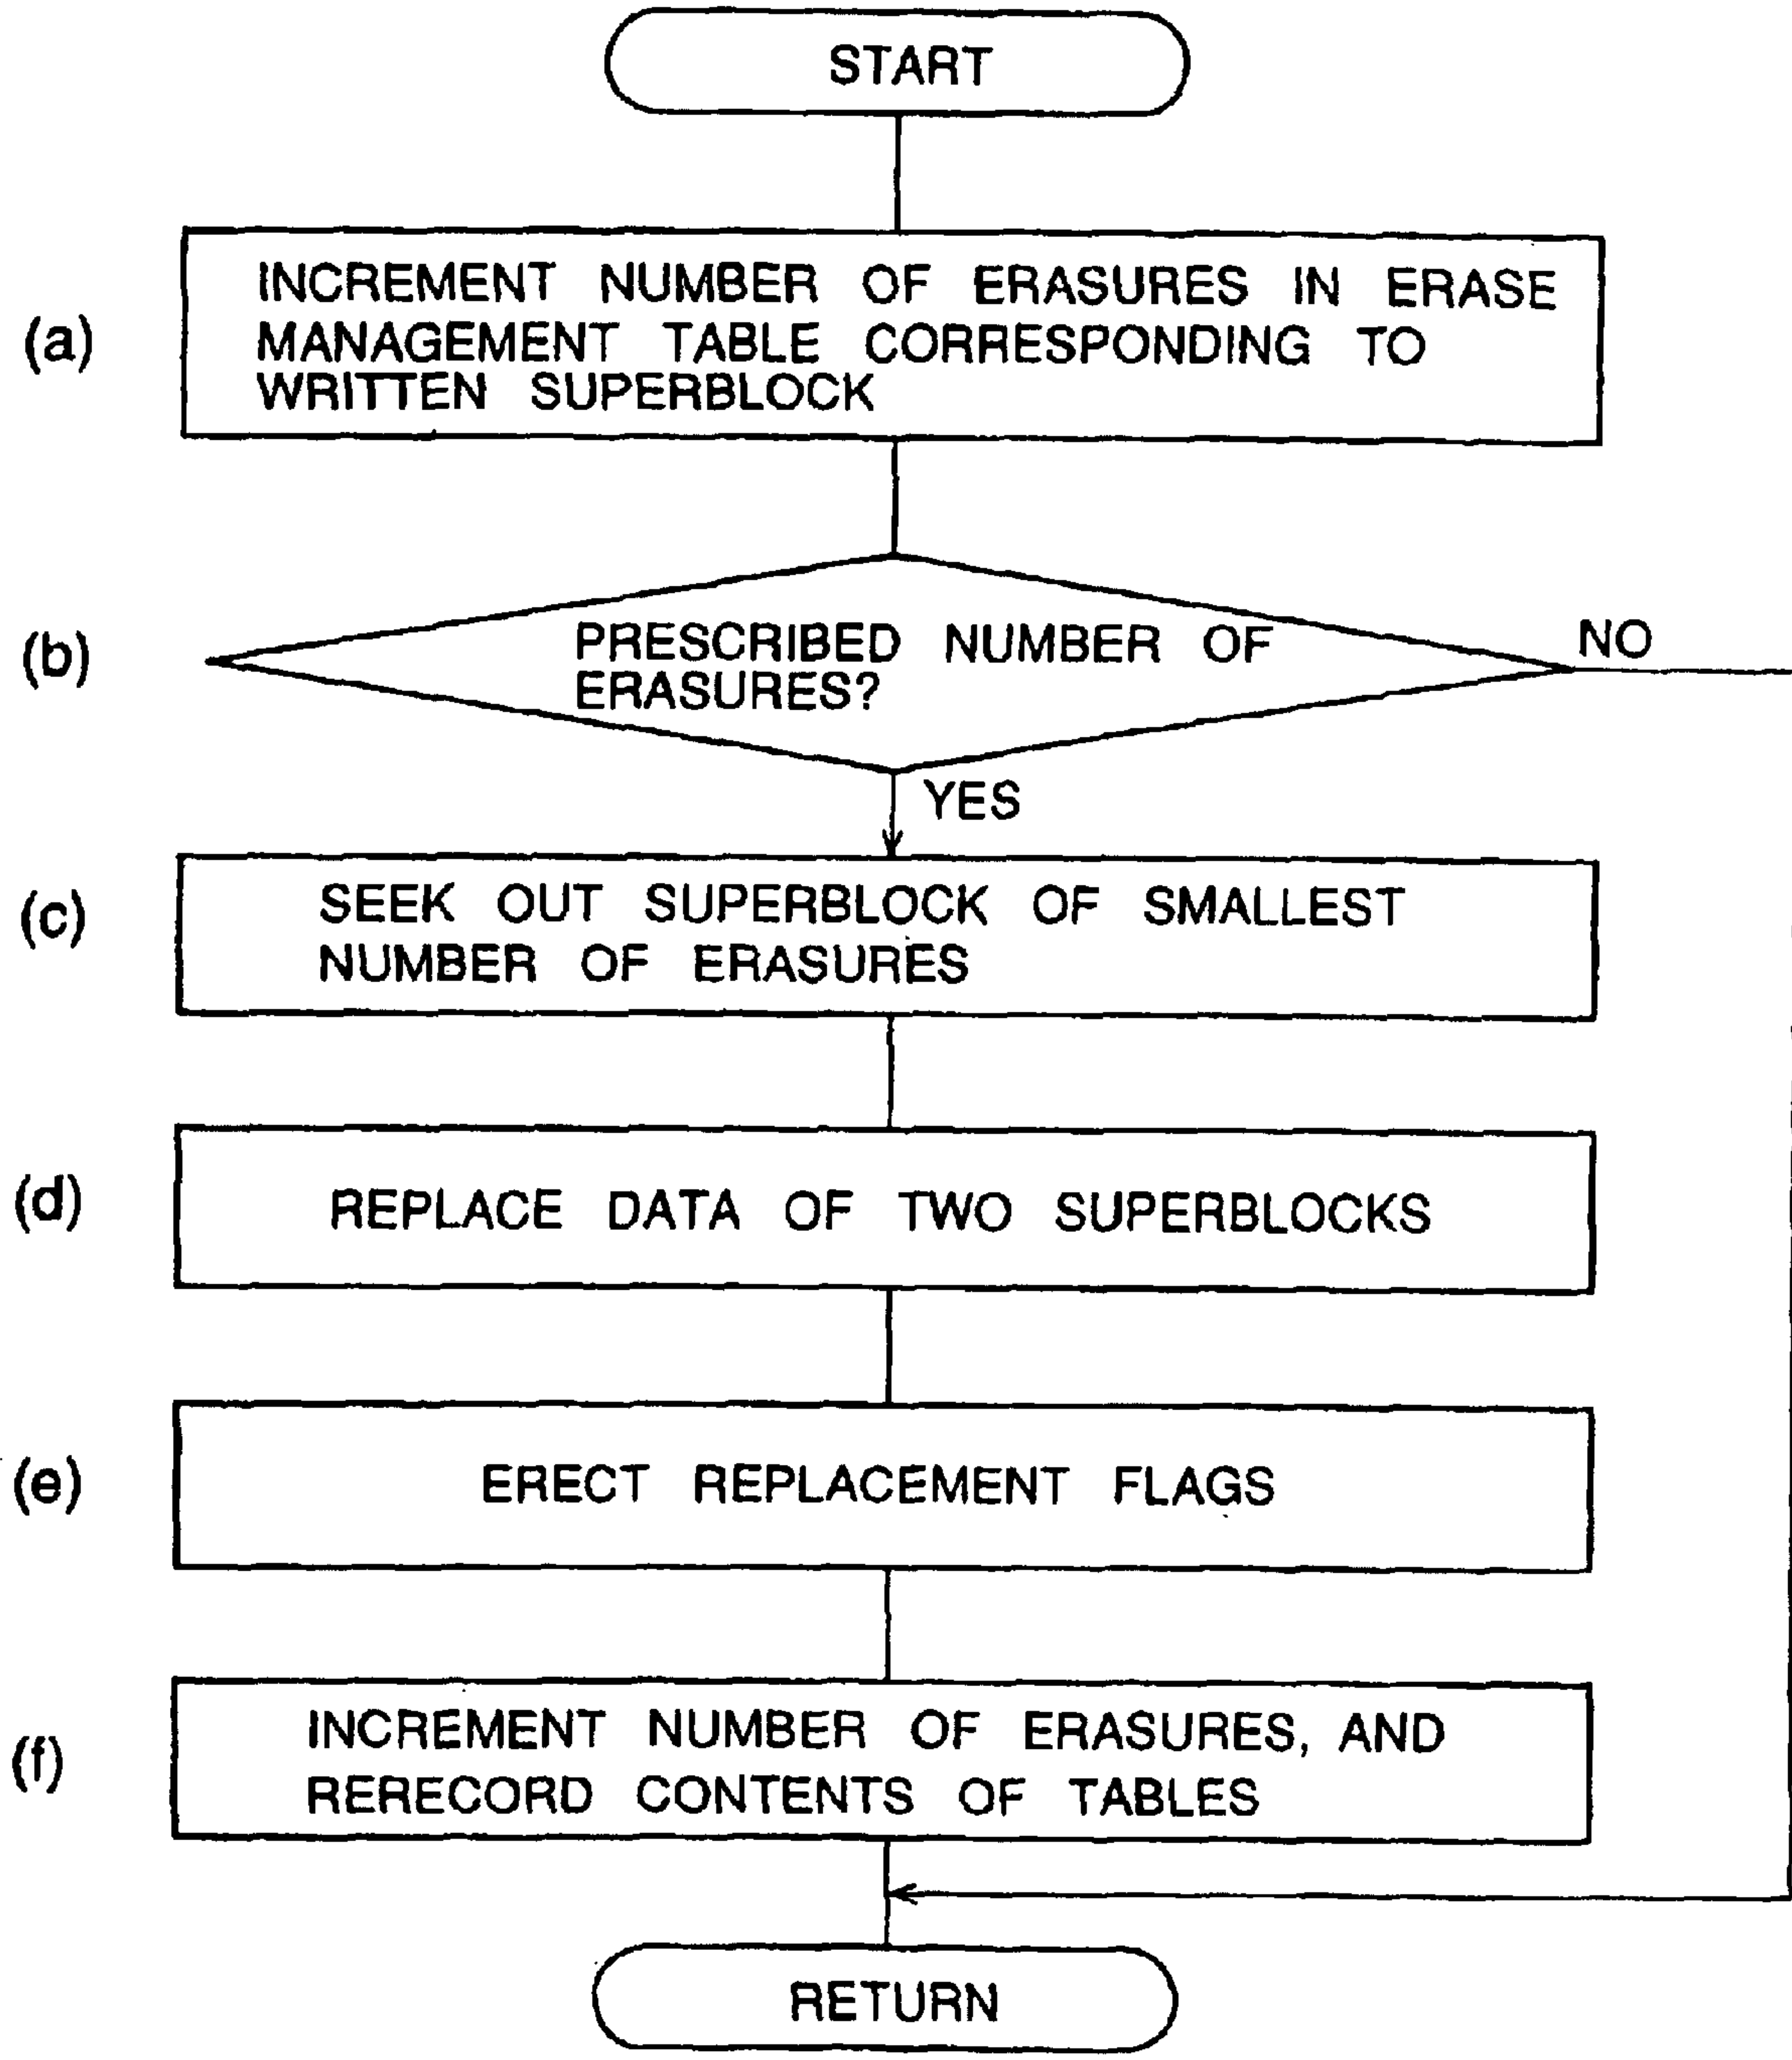 START
(a)
INCREMENT NUMBER OF ERASURES IN ERASE
MANAGEMENT TABLE CORRESPONDING TO
WRITTEN SUPERBLOCK
(b)
PRESCRIBED NUMBER OF
ERASURES?
NO
YES
(c)
SEEK OUT SUPERBLOCK OF SMALLEST
NUMBER OF ERASURES
(d)
REPLACE DATA OF TWO SUPERBLOCKS
(e)
ERECT REPLACEMENT FLAGS
(f)
INCREMENT NUMBER OF ERASURES, AND
RERECORD CONTENTS OF TABLES
RETURN